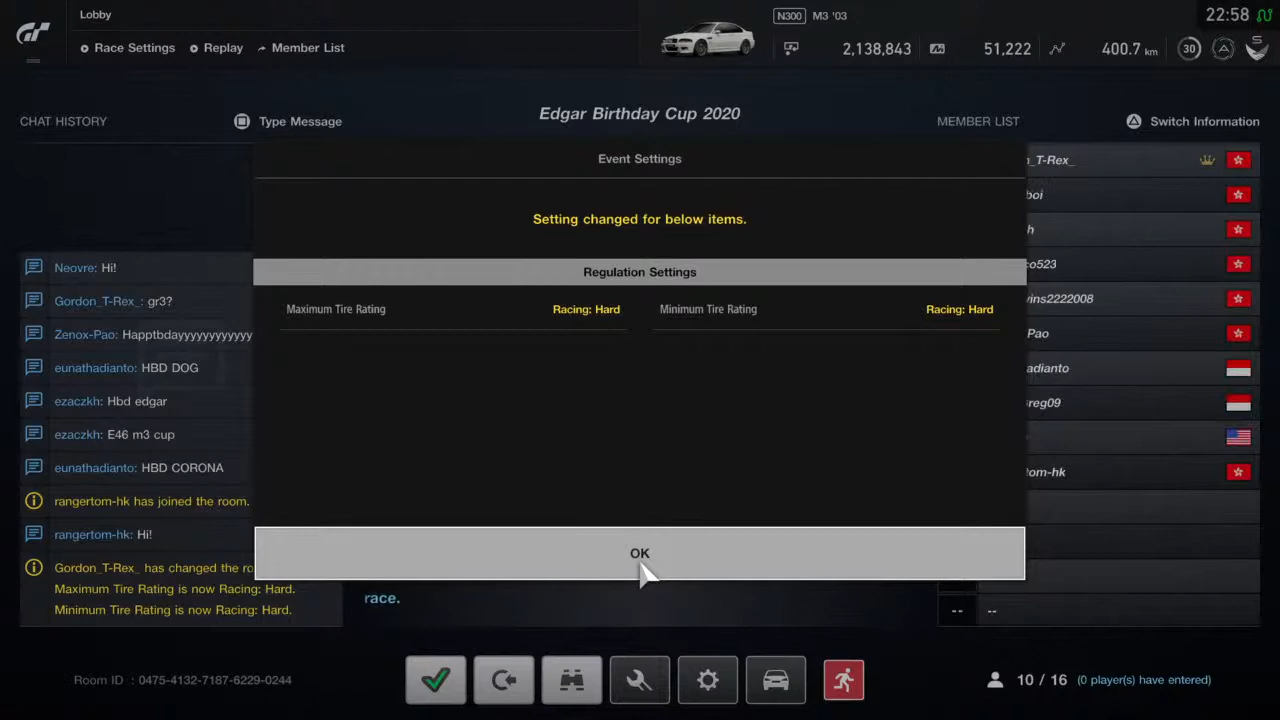 Lobby
Race Settings Replay Member List
N300 M3 '03
22:58
2,138,843 51,222 400.7 km 30 A S
CHAT HISTORY Type Message
Edgar Birthday Cup 2020
MEMBER LIST Switch Information
Event Settings
Setting changed for below items.
Regulation Settings
Maximum Tire Rating Racing: Hard Minimum Tire Rating Racing: Hard
OK
Neovre: Hi!
Gordon_T-Rex_: gr3?
Zenox-Pao: Happtbdayyyyyyyyyyy
eunathadianto: HBD DOG
ezaczkh: Hbd edgar
ezaczkh: E46 m3 cup
eunathadianto: HBD CORONA
rangertom-hk has joined the room.
rangertom-hk: Hi!
Gordon_T-Rex_ has changed the ro
Maximum Tire Rating is now Racing: Hard.
Minimum Tire Rating is now Racing: Hard.
race.
_T-Rex_
boi
h
co523
vins2222008
Pao
adianto
reg09
tom-hk
-- --
Room ID : 0475-4132-7187-6229-0244
10 / 16 (0 player(s) have entered)